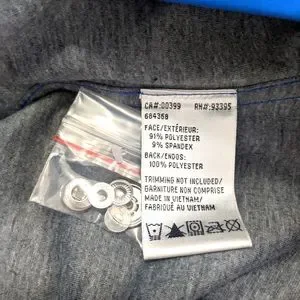 CA#:00399 RN#:93395
664368
FACE/EXTÉRIEUR:
91% POLYESTER
9% SPANDEX
BACK/ENDOS:
100% POLYESTER
TRIMMING NOT INCLUDED/
GARNITURE NON COMPRISE
MADE IN VIETNAM/
FABRIQUÉ AU VIETNAM